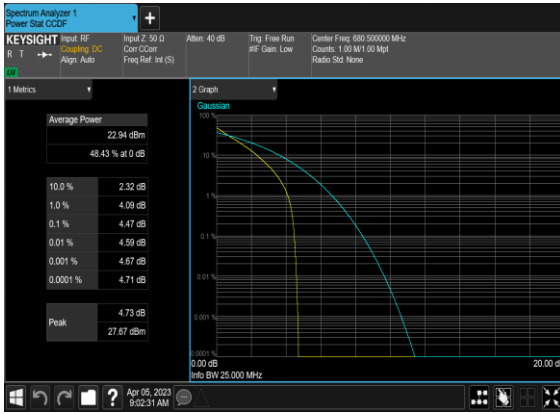 Spectrum Analyzer 1
Power Stat CCDF
+
KEYSIGHT
R T
LXI
Input: RF
Coupling: DC
Align: Auto
Input Z: 50 Ω
Corr CCorr
Freq Ref: Int (S)
Atten: 40 dB
Trig: Free Run
#IF Gain: Low
Center Freq: 680.500000 MHz
Counts: 1.00 M/1.00 Mpt
Radio Std: None
1 Metrics
Average Power
22.94 dBm
48.43 % at 0 dB
10.0 % 2.32 dB
1.0 % 4.09 dB
0.1 % 4.47 dB
0.01 % 4.59 dB
0.001 % 4.67 dB
0.0001 % 4.71 dB
Peak
4.73 dB
27.67 dBm
2 Graph
Gaussian
100 %
10 %
1 %
0.1 %
0.01 %
0.001 %
0.0001 %
0.00 dB
20.00 d
Info BW 25.000 MHz
?
Apr 05, 2023
9:02:31 AM